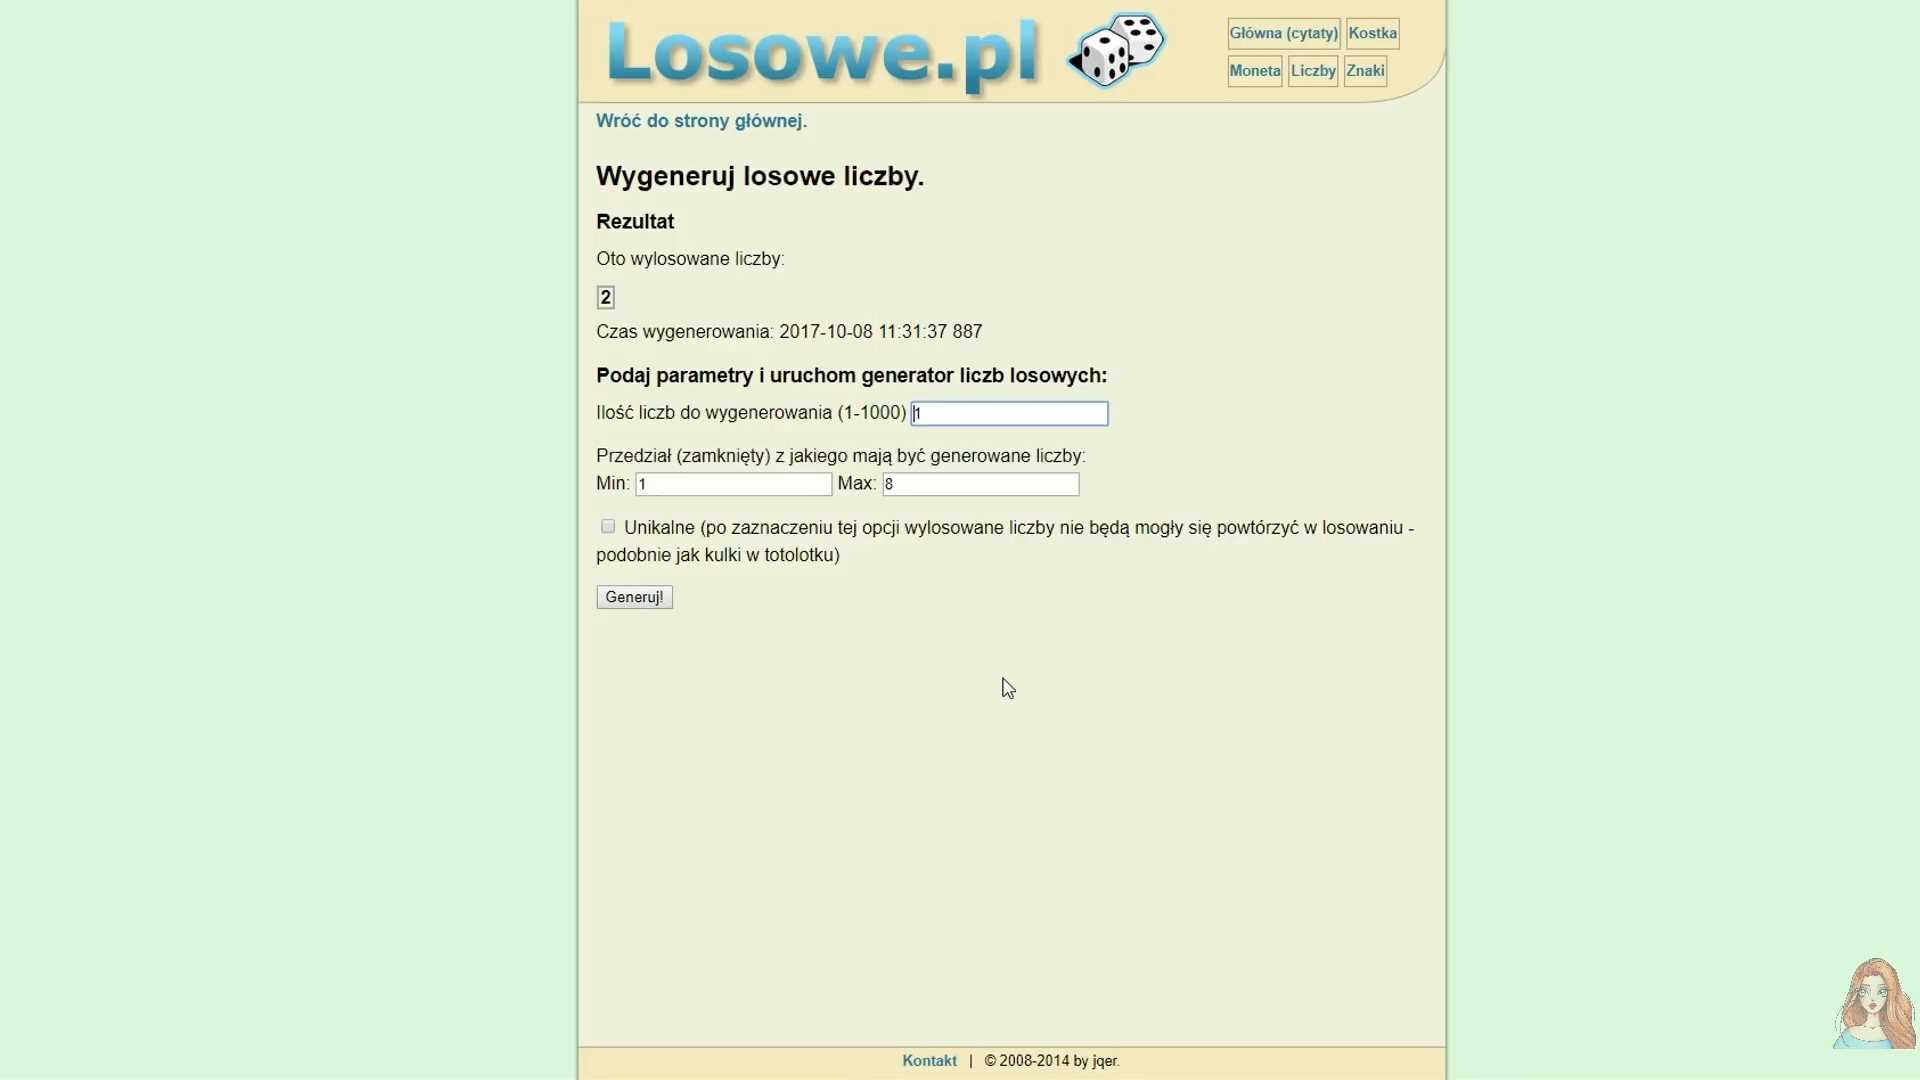 Losowe.pl
Główna (cytaty) Kostka
Moneta Liczby Znaki
Wróć do strony głównej.
Wygeneruj losowe liczby.
Rezultat
Oto wylosowane liczby:
2
Czas wygenerowania: 2017-10-08 11:31:37 887
Podaj parametry i uruchom generator liczb losowych:
Ilość liczb do wygenerowania (1-1000) 1
Przedział (zamknięty) z jakiego mają być generowane liczby:
Min: 1 Max: 8
Unikalne (po zaznaczeniu tej opcji wylosowane liczby nie będą mogły się powtórzyć w losowaniu -
podobnie jak kulki w totolotku)
Generuj!
Kontakt | © 2008-2014 by jqer.